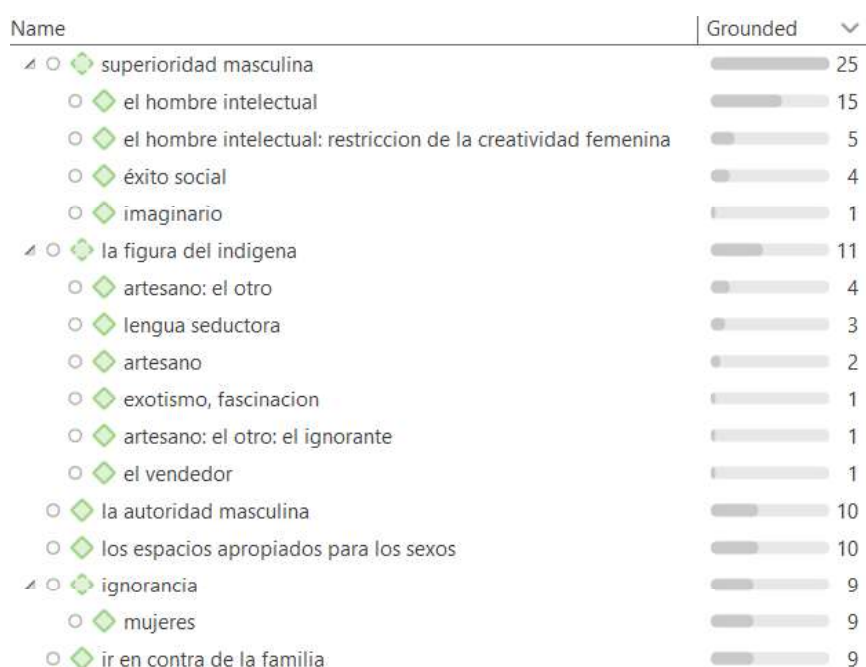 Name Grounded
superioridad masculina 25
el hombre intelectual 15
el hombre intelectual: restriccion de la creatividad femenina 5
éxito social 4
imaginario 1
la figura del indigena 11
artesano: el otro 4
lengua seductora 3
artesano 2
exotismo, fascinacion 1
artesano: el otro: el ignorante 1
el vendedor 1
la autoridad masculina 10
los espacios apropiados para los sexos 10
ignorancia 9
mujeres 9
ir en contra de la familia 9